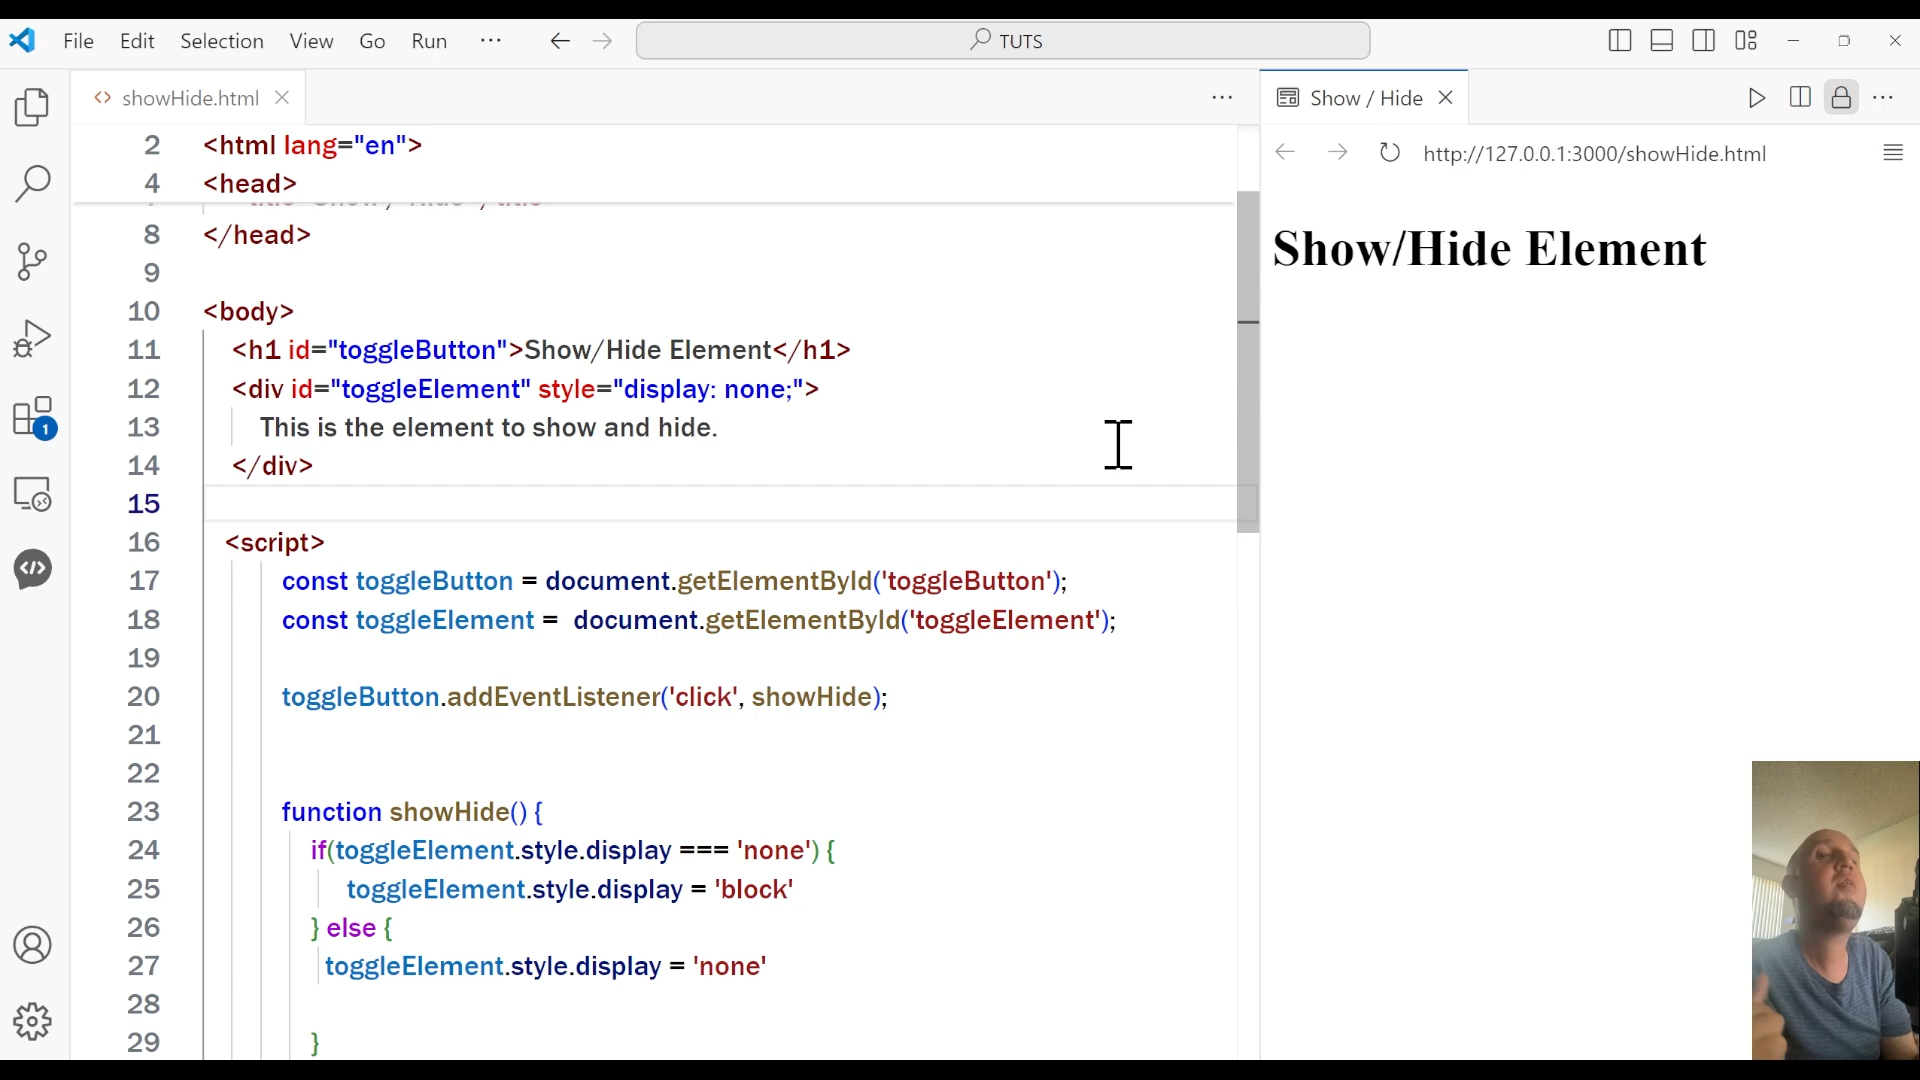 File Edit Selection View Go Run ··· TUTS
showHide.html
Show / Hide
http://127.0.0.1:3000/showHide.html
2 <html lang="en">
4 <head>
8 </head>
9
10 <body>
11 <h1 id="toggleButton">Show/Hide Element</h1>
12 <div id="toggleElement" style="display: none;">
13 This is the element to show and hide.
14 </div>
15
16 <script>
17 const toggleButton = document.getElementById('toggleButton');
18 const toggleElement =  document.getElementById('toggleElement');
19
20 toggleButton.addEventListener('click', showHide);
21
22
23 function showHide() {
24 if(toggleElement.style.display === 'none') {
25 toggleElement.style.display = 'block'
26 } else {
27 toggleElement.style.display = 'none'
28
29 }
1
Show/Hide Element